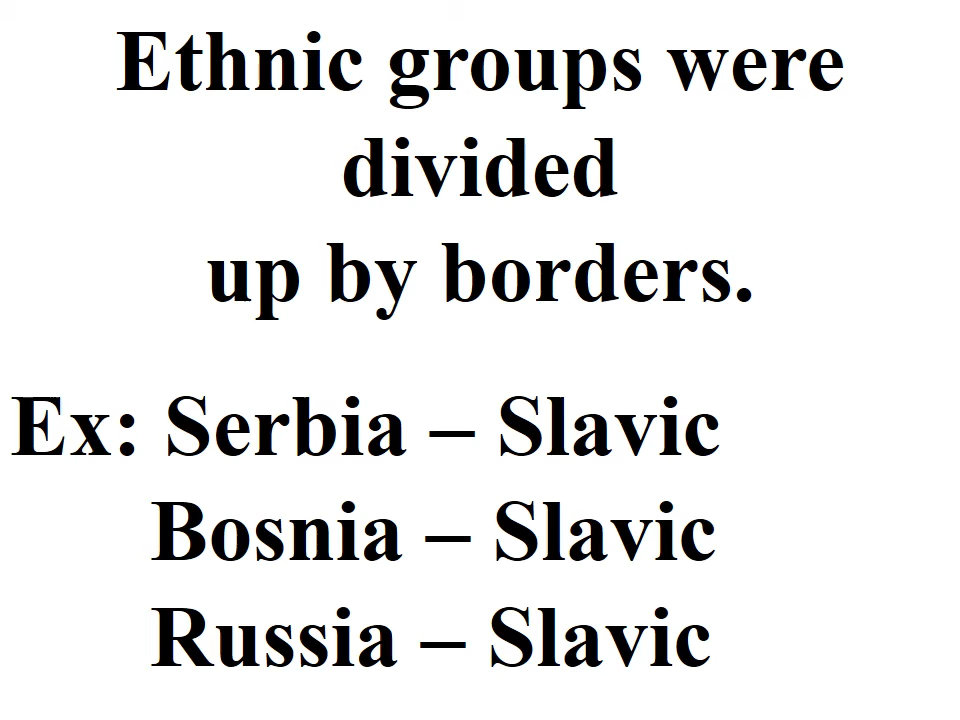 Ethnic groups were
divided
up by borders.
Ex: Serbia – Slavic
Bosnia – Slavic
Russia – Slavic